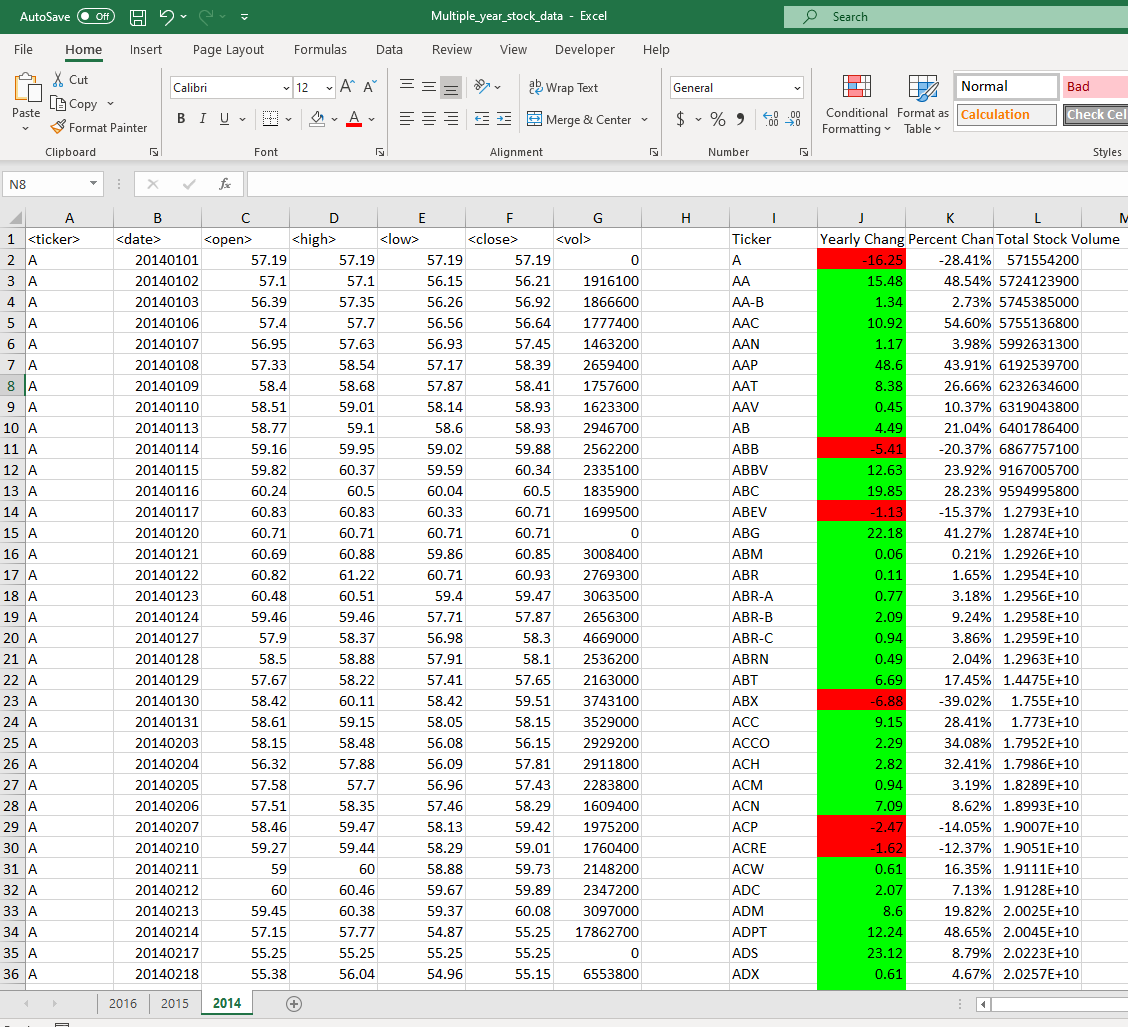 AutoSave Off Multiple_year_stock_data - Excel Search
File Home Insert Page Layout Formulas Data Review View Developer Help
Paste Cut Copy Format Painter Calibri 12 Wrap Text General Conditional Formatting Format as Table Normal Bad
B I U A Merge & Center $ % 9 Calculation Check Cel
Clipboard Font Alignment Number Styles
N8 fx
A B C D E F G H I J K L M
1 <ticker> <date> <open> <high> <low> <close> <vol> Ticker Yearly Chang Percent Chan Total Stock Volume
2 A 20140101 57.19 57.19 57.19 57.19 0 A -16.25 -28.41% 571554200
3 A 20140102 57.1 57.1 56.15 56.21 1916100 AA 15.48 48.54% 5724123900
4 A 20140103 56.39 57.35 56.26 56.92 1866600 AA-B 1.34 2.73% 5745385000
5 A 20140106 57.4 57.7 56.56 56.64 1777400 AAC 10.92 54.60% 5755136800
6 A 20140107 56.95 57.63 56.93 57.45 1463200 AAN 1.17 3.98% 5992631300
7 A 20140108 57.33 58.54 57.17 58.39 2659400 AAP 48.6 43.91% 6192539700
8 A 20140109 58.4 58.68 57.87 58.41 1757600 AAT 8.38 26.66% 6232634600
9 A 20140110 58.51 59.01 58.14 58.93 1623300 AAV 0.45 10.37% 6319043800
10 A 20140113 58.77 59.1 58.6 58.93 2946700 AB 4.49 21.04% 6401786400
11 A 20140114 59.16 59.95 59.02 59.88 2562200 ABB -5.41 -20.37% 6867757100
12 A 20140115 59.82 60.37 59.59 60.34 2335100 ABBV 12.63 23.92% 9167005700
13 A 20140116 60.24 60.5 60.04 60.5 1835900 ABC 19.85 28.23% 9594995800
14 A 20140117 60.83 60.83 60.33 60.71 1699500 ABEV -1.13 -15.37% 1.2793E+10
15 A 20140120 60.71 60.71 60.71 60.71 0 ABG 22.18 41.27% 1.2874E+10
16 A 20140121 60.69 60.88 59.86 60.85 3008400 ABM 0.06 0.21% 1.2926E+10
17 A 20140122 60.82 61.22 60.71 60.93 2769300 ABR 0.11 1.65% 1.2954E+10
18 A 20140123 60.48 60.51 59.4 59.47 3063500 ABR-A 0.77 3.18% 1.2956E+10
19 A 20140124 59.46 59.46 57.71 57.87 2656300 ABR-B 2.09 9.24% 1.2958E+10
20 A 20140127 57.9 58.37 56.98 58.3 4669000 ABR-C 0.94 3.86% 1.2959E+10
21 A 20140128 58.5 58.88 57.91 58.1 2536200 ABRN 0.49 2.04% 1.2963E+10
22 A 20140129 57.67 58.22 57.41 57.65 2163000 ABT 6.69 17.45% 1.4475E+10
23 A 20140130 58.42 60.11 58.42 59.51 3743100 ABX -6.88 -39.02% 1.755E+10
24 A 20140131 58.61 59.15 58.05 58.15 3529000 ACC 9.15 28.41% 1.773E+10
25 A 20140203 58.15 58.48 56.08 56.15 2929200 ACCO 2.29 34.08% 1.7952E+10
26 A 20140204 56.32 57.88 56.09 57.81 2911800 ACH 2.82 32.41% 1.7986E+10
27 A 20140205 57.58 57.7 56.96 57.43 2283800 ACM 0.94 3.19% 1.8289E+10
28 A 20140206 57.51 58.35 57.46 58.29 1609400 ACN 7.09 8.62% 1.8993E+10
29 A 20140207 58.46 59.47 58.13 59.42 1975200 ACP -2.47 -14.05% 1.9007E+10
30 A 20140210 59.27 59.44 58.29 59.01 1760400 ACRE -1.62 -12.37% 1.9051E+10
31 A 20140211 59 60 58.88 59.73 2148200 ACW 0.61 16.35% 1.9111E+10
32 A 20140212 60 60.46 59.67 59.89 2347200 ADC 2.07 7.13% 1.9128E+10
33 A 20140213 59.45 60.38 59.37 60.08 3097000 ADM 8.6 19.82% 2.0025E+10
34 A 20140214 57.15 57.77 54.87 55.25 17862700 ADPT 12.24 48.65% 2.0045E+10
35 A 20140217 55.25 55.25 55.25 55.25 0 ADS 23.12 8.79% 2.0223E+10
36 A 20140218 55.38 56.04 54.96 55.15 6553800 ADX 0.61 4.67% 2.0257E+10
2016 2015 2014